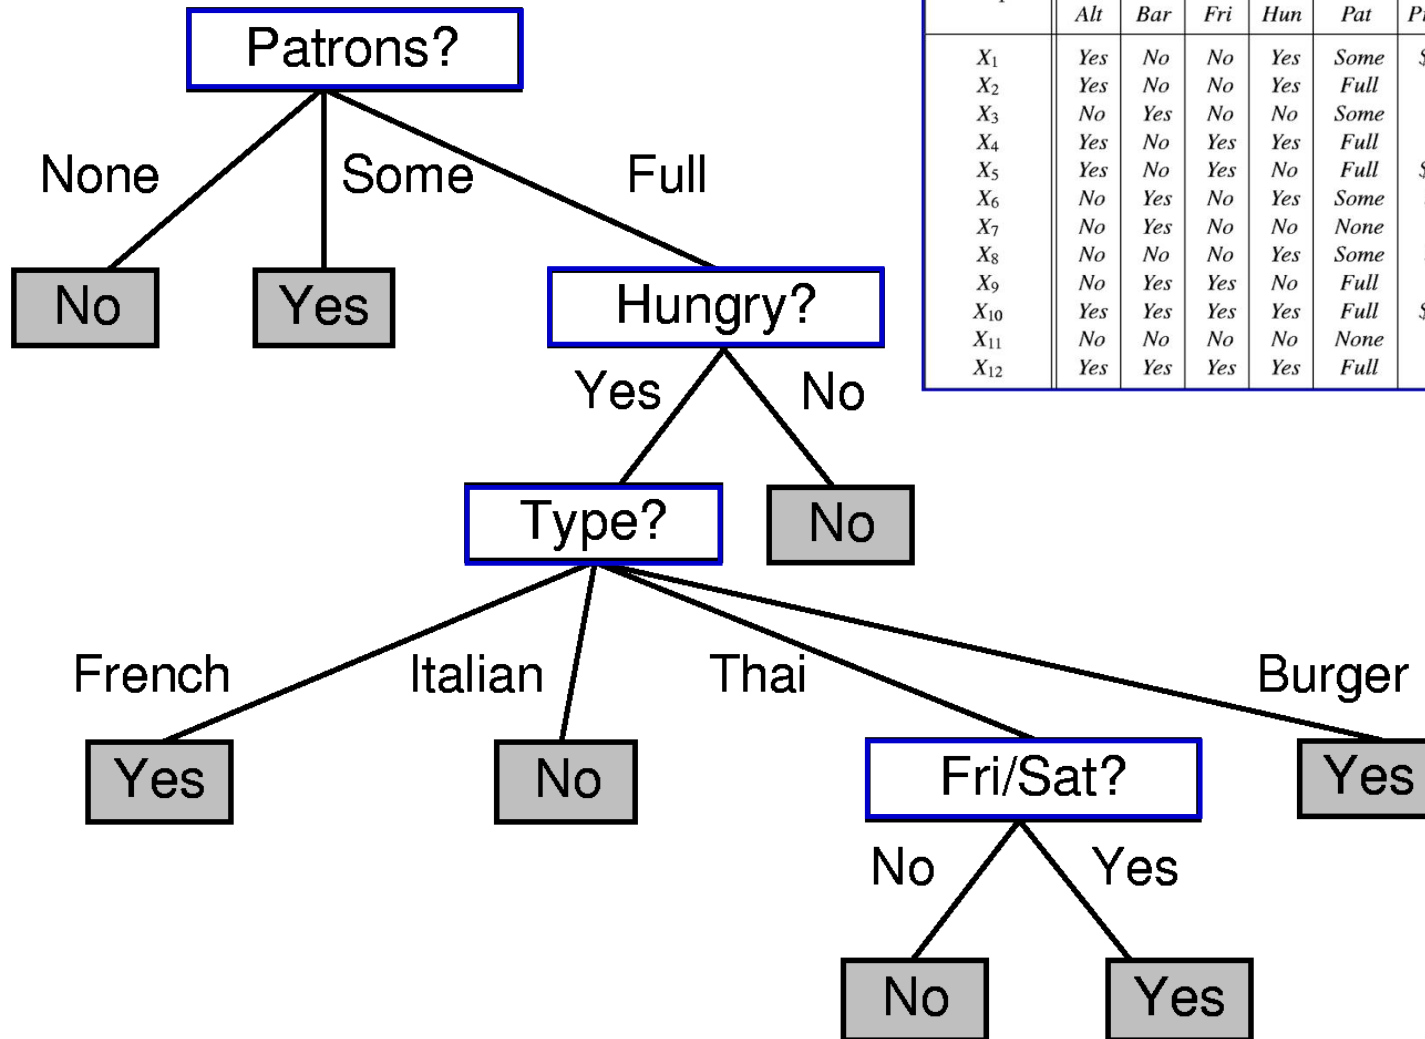 Patrons?
None Some Full
No Yes Hungry?
Yes No
Type? No
French Italian Thai Burger
Yes No Fri/Sat? Yes
No Yes
No Yes
Alt Bar Fri Hun Pat
X1 Yes No No Yes Some $
X2 Yes No No Yes Full
X3 No Yes No No Some
X4 Yes No Yes Yes Full
X5 Yes No Yes No Full $
X6 No Yes No Yes Some
X7 No Yes No No None
X8 No No No Yes Some
X9 No Yes Yes No Full
X10 Yes Yes Yes Yes Full $
X11 No No No No None
X12 Yes Yes Yes Yes Full